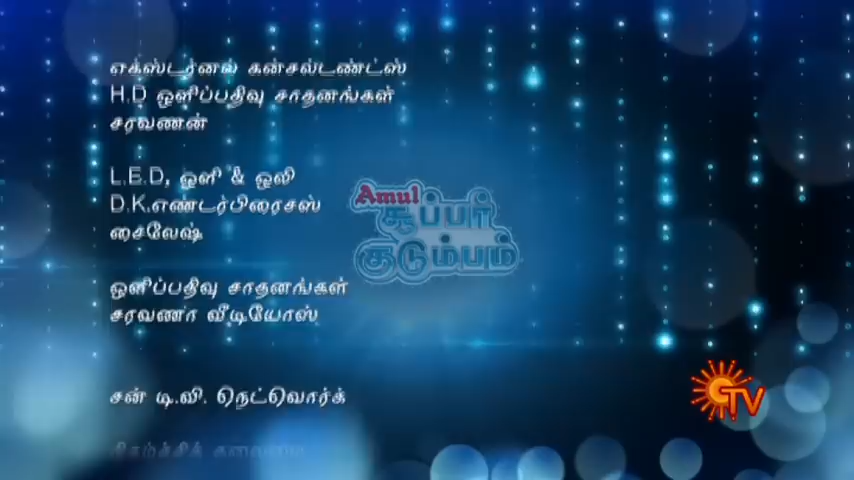 எக்ஸ்டர்னல் கன்சல்டண்ட்ஸ்
H.D ஒளிப்பதிவு சாதனங்கள்
சரவணன்
L.E.D, ஒளி & ஒலி
D.K.எண்டர்பிரைசஸ்
சைலேஷ்
Amul
சூப்பர்
குடும்பம்
ஒளிப்பதிவு சாதனங்கள்
சரவணா வீடியோஸ்
சன் டி.வி. நெட்வொர்க்
TV